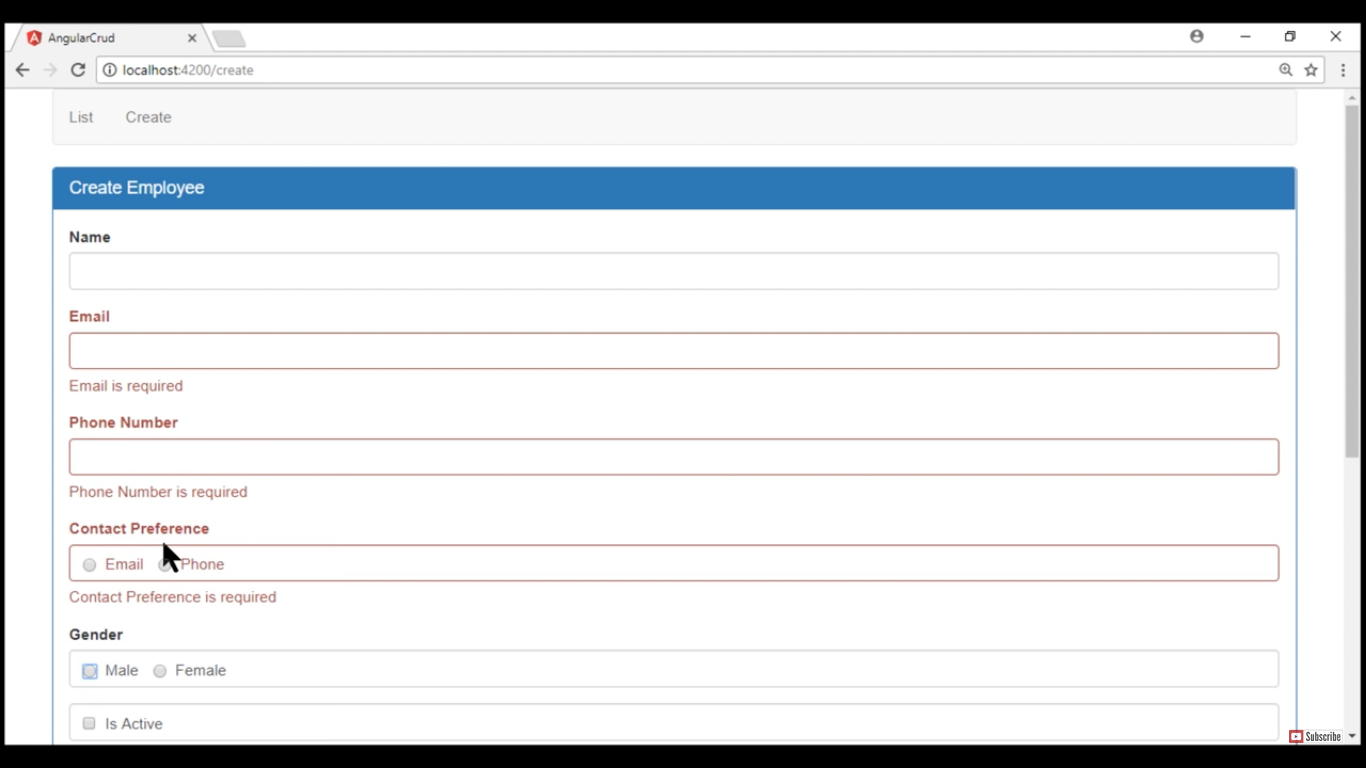 AngularCrud
localhost:4200/create
List Create
Create Employee
Name
Email
Email is required
Phone Number
Phone Number is required
Contact Preference
Email Phone
Contact Preference is required
Gender
Male Female
Is Active
Subscribe